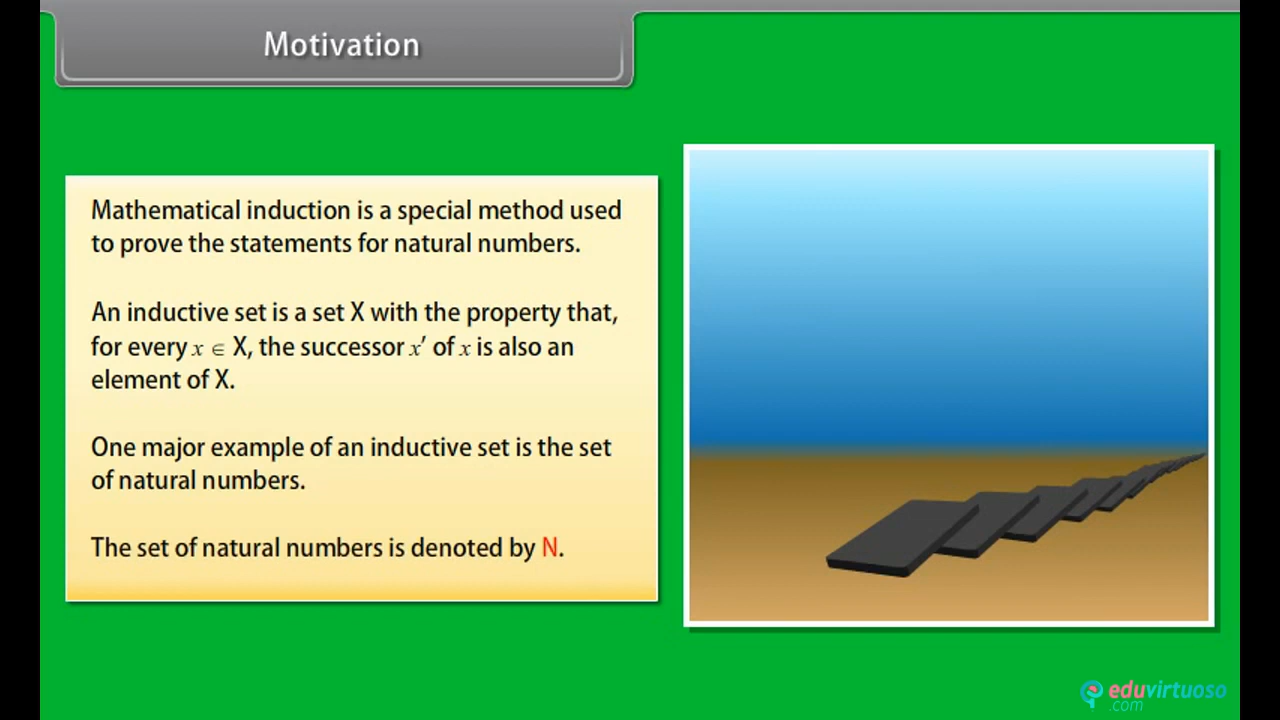 Motivation
Mathematical induction is a special method used
to prove the statements for natural numbers.
An inductive set is a set X with the property that,
for every x ∈ X, the successor x′ of x is also an
element of X.
One major example of an inductive set is the set
of natural numbers.
The set of natural numbers is denoted by N.
eduvirtuoso
.com